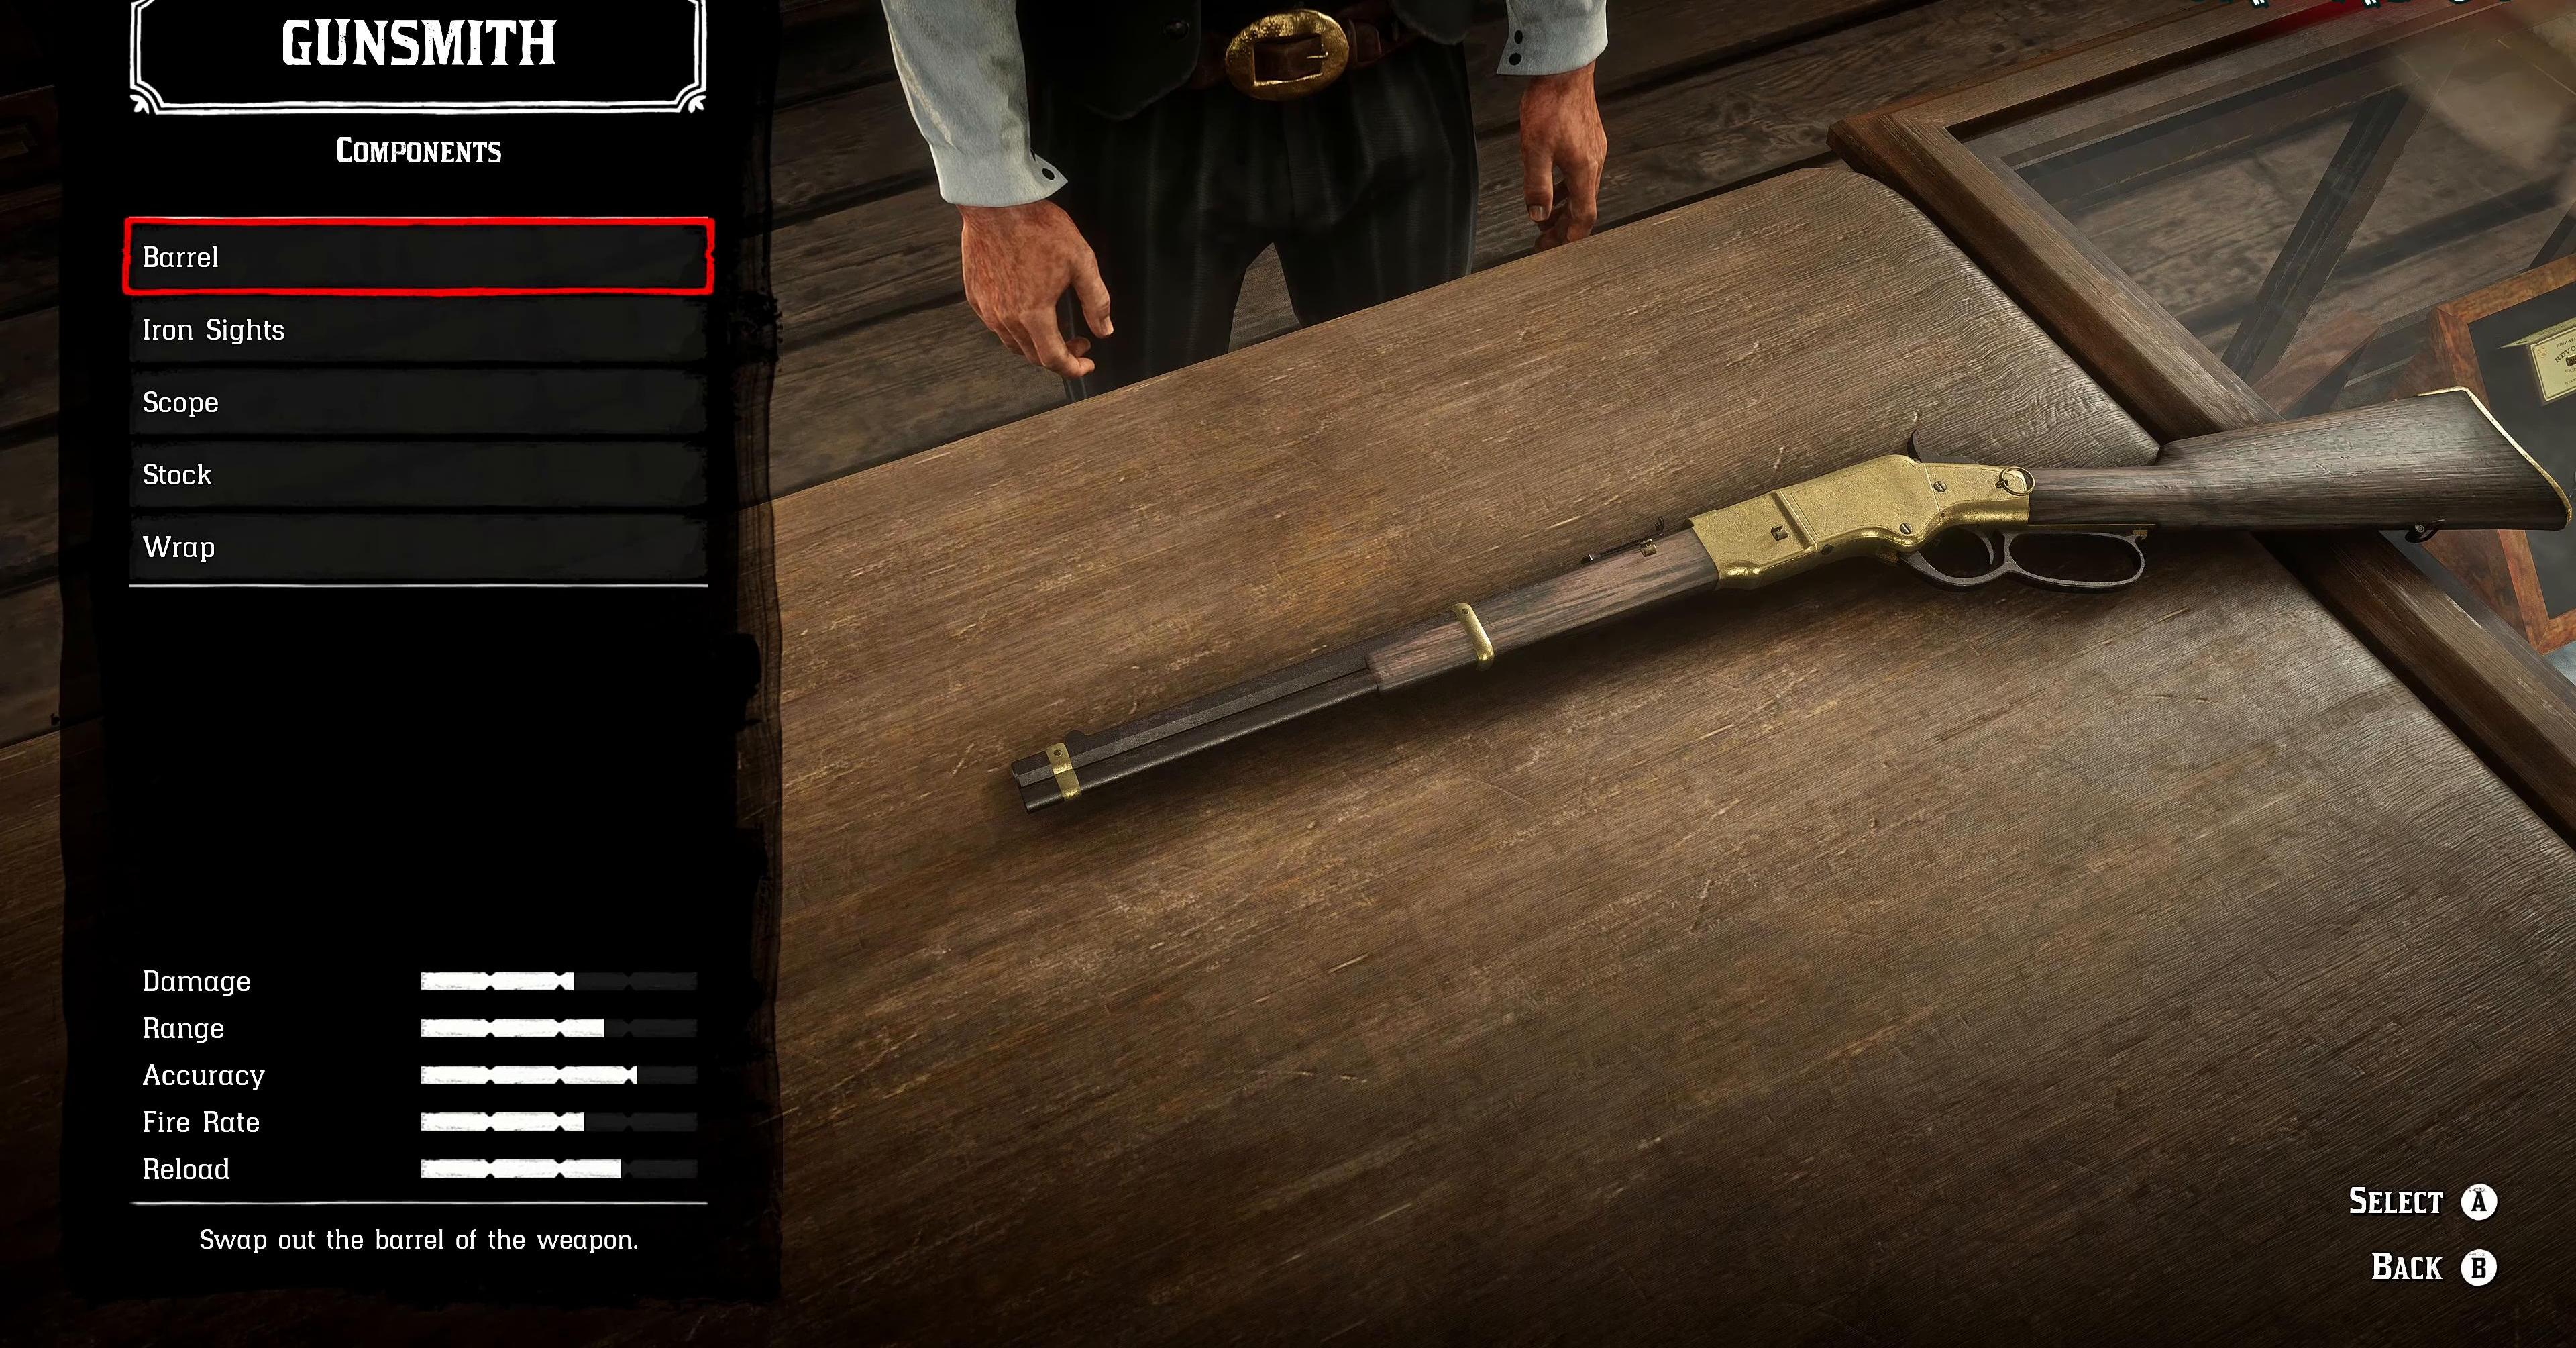 GUNSMITH
COMPONENTS
Barrel
Iron Sights
Scope
Stock
Wrap
Damage
Range
Accuracy
Fire Rate
Reload
Swap out the barrel of the weapon.
SELECT A
BACK B